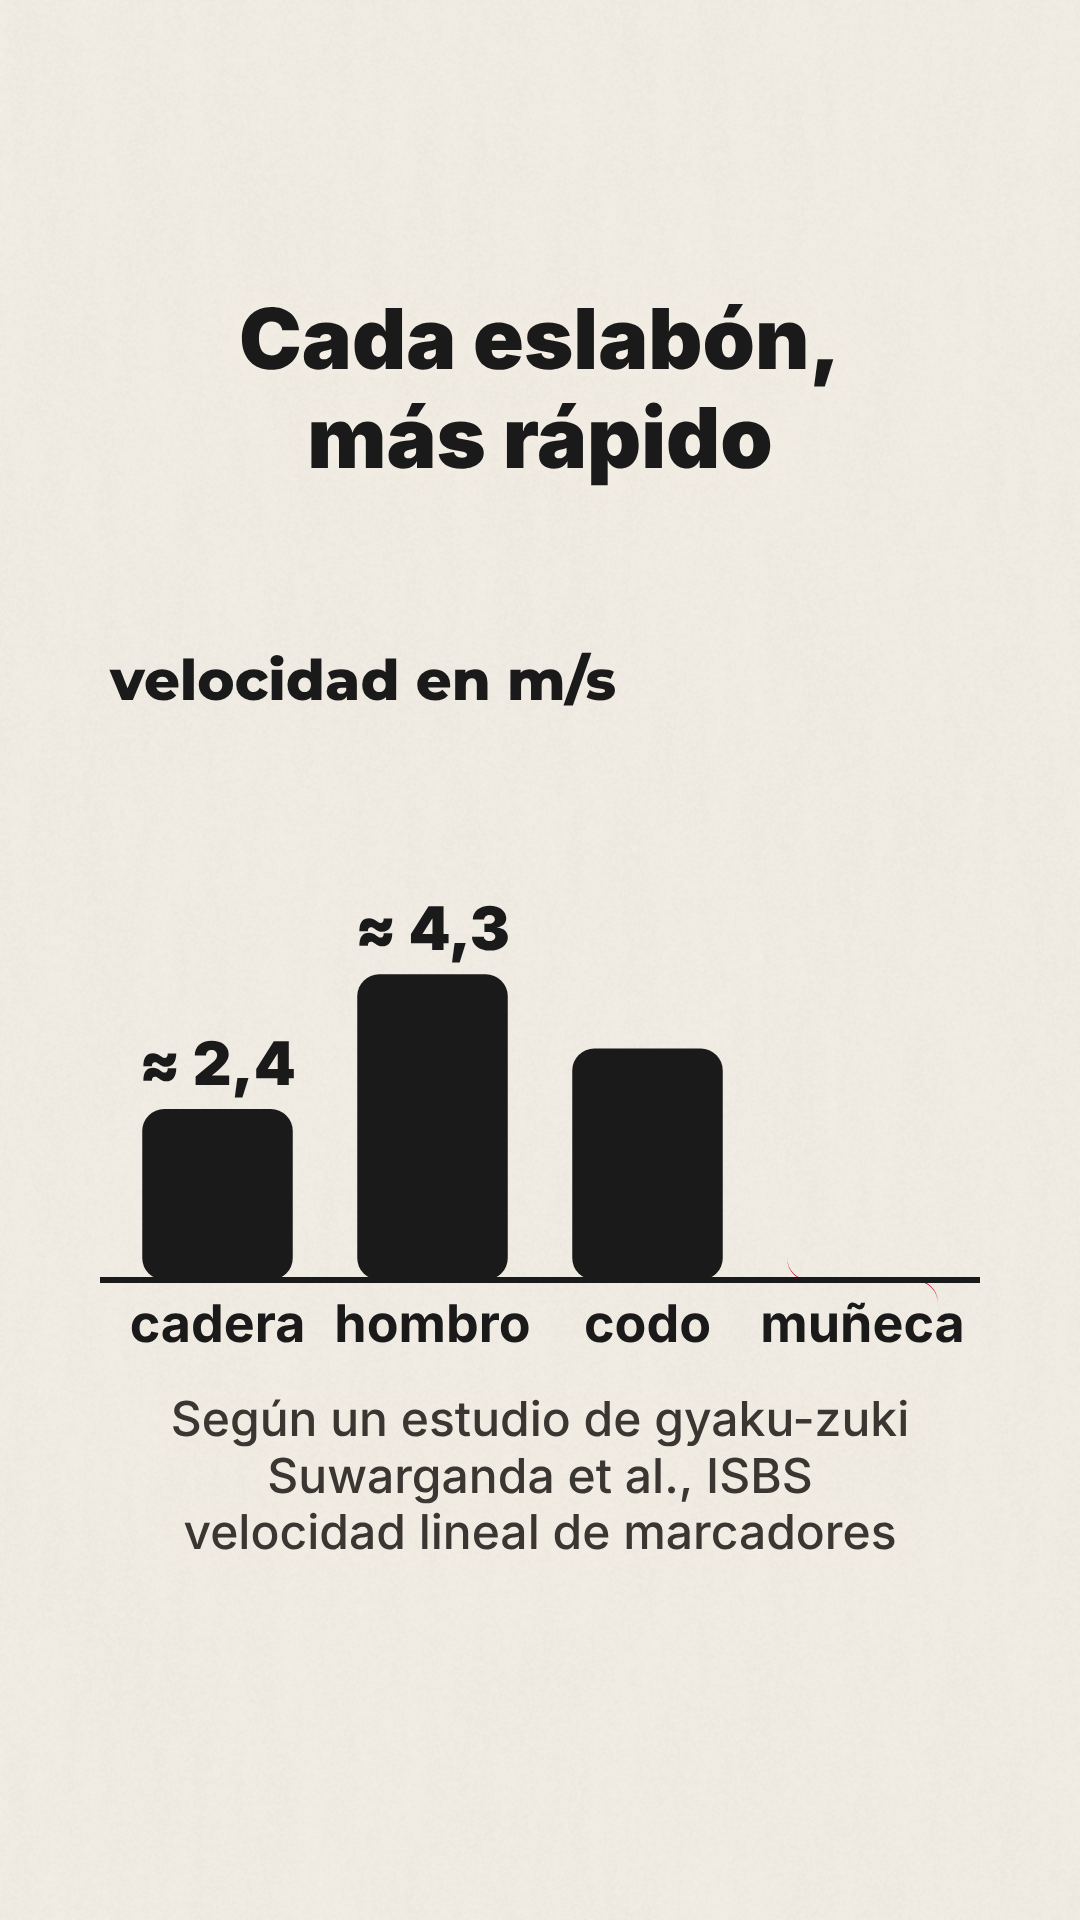 Cada eslabón,
más rápido
velocidad en m/s
≈ 4,3
≈ 2,4
cadera hombro codo muñeca
Según un estudio de gyaku-zuki
Suwarganda et al., ISBS
velocidad lineal de marcadores